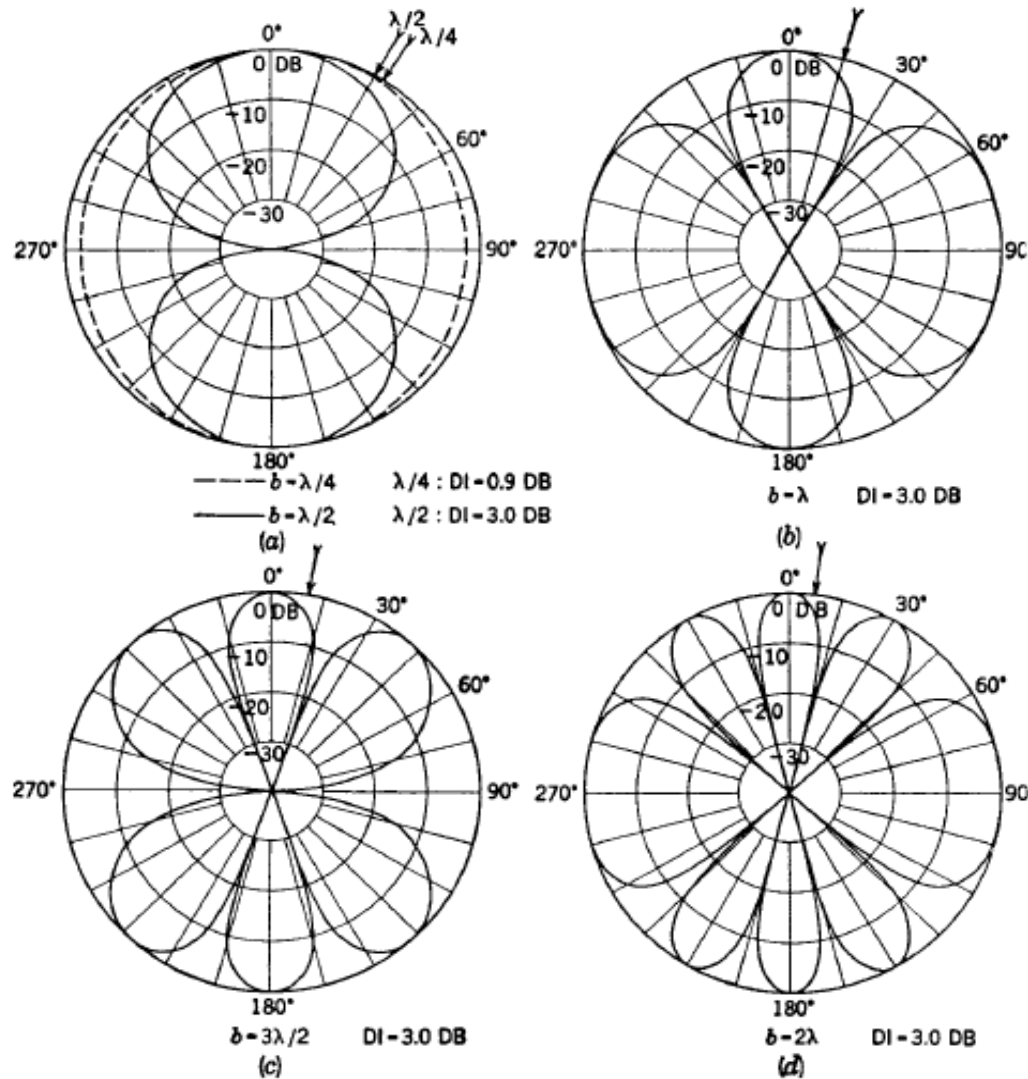 λ/2
λ/4
0°
0 DB
-10
-20
-30
60°
90°
270°
180°
b=λ/4 λ/4 : DI=0.9 DB
b=λ/2 λ/2 : DI=3.0 DB
(a)
Y
0°
0 DB
30°
-10
60°
-20
-30
270°
90
180°
b=λ DI=3.0 DB
(b)
Y
0°
0 DB
30°
-10
60°
-20
-30
270°
90°
180°
b=3λ/2 DI=3.0 DB
(c)
Y
0°
0 DB
30°
-10
60°
-20
-30
270°
90
180°
b=2λ DI=3.0 DB
(d)